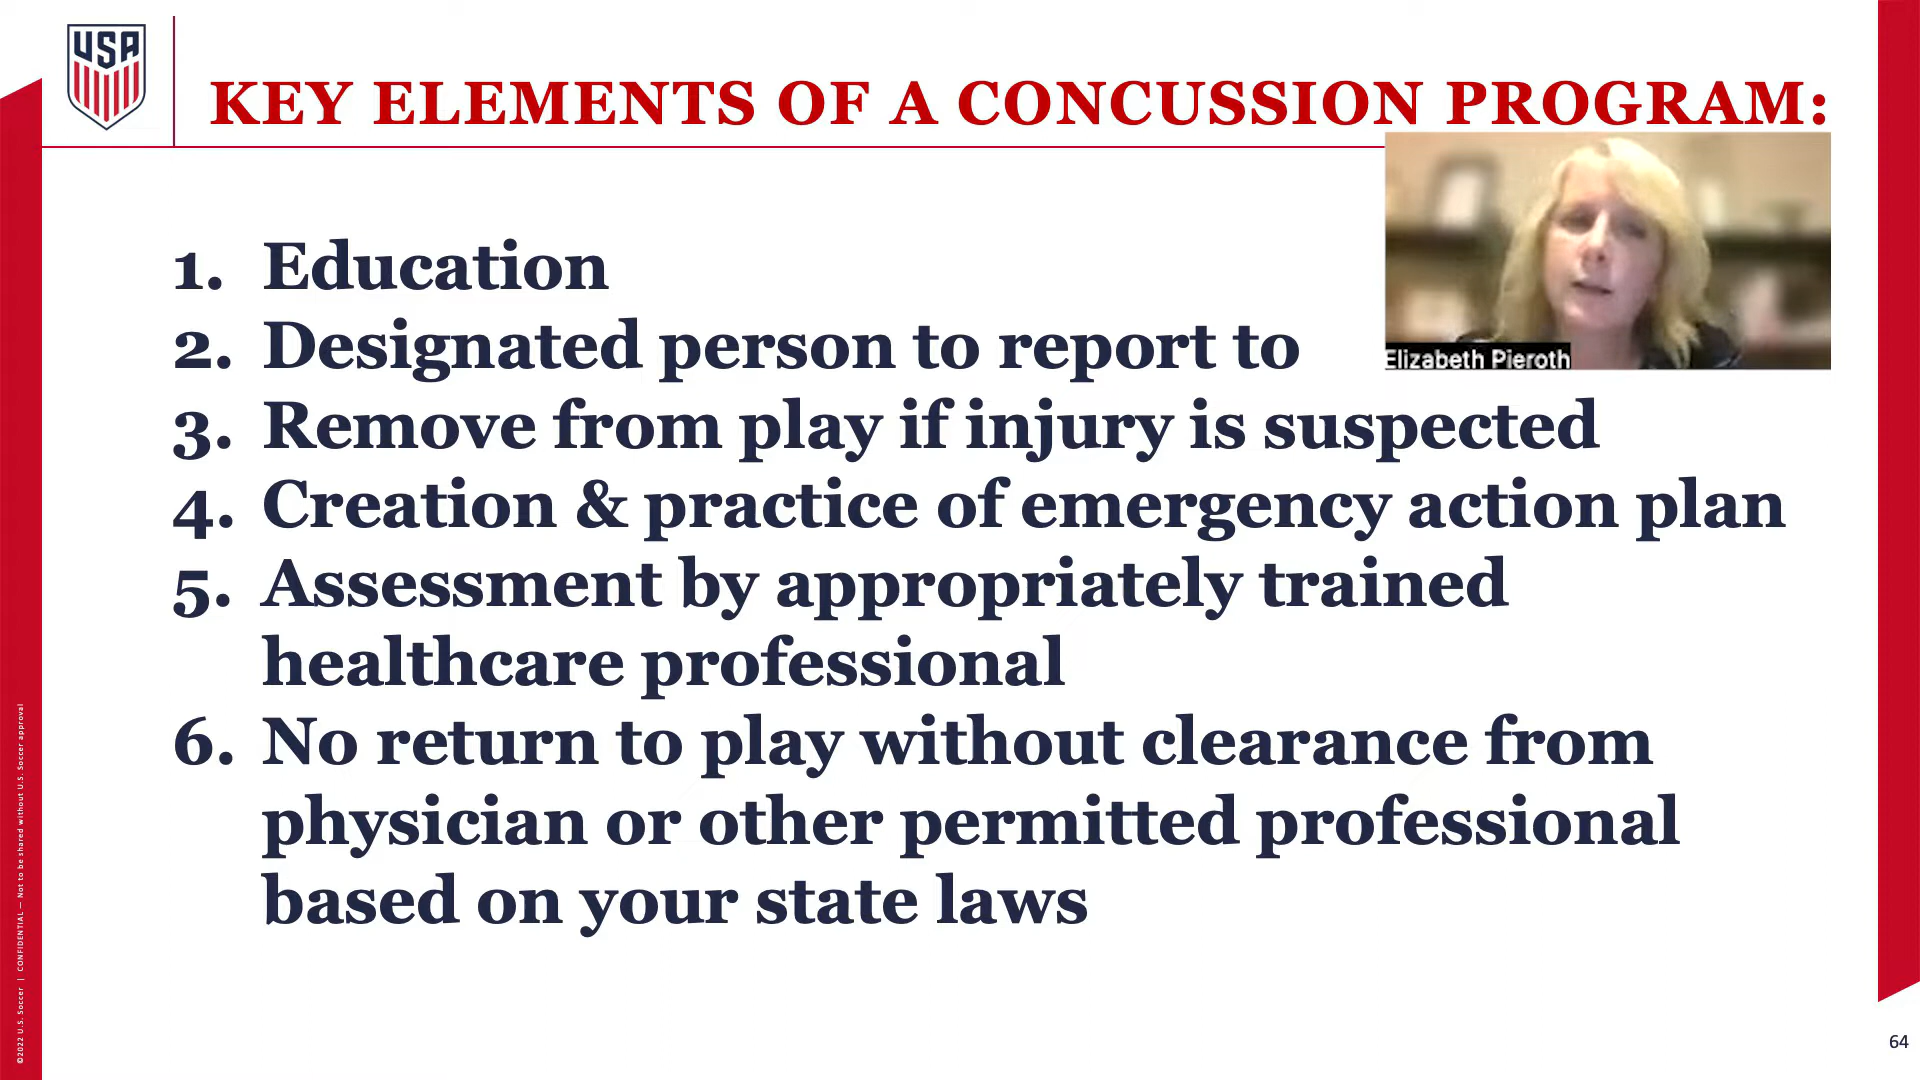 USA
KEY ELEMENTS OF A CONCUSSION PROGRAM:
Elizabeth Pieroth
1. Education
2. Designated person to report to
3. Remove from play if injury is suspected
4. Creation & practice of emergency action plan
5. Assessment by appropriately trained
healthcare professional
6. No return to play without clearance from
physician or other permitted professional
based on your state laws
©2022 U.S. Soccer | CONFIDENTIAL — Not to be shared without U.S. Soccer approval
64